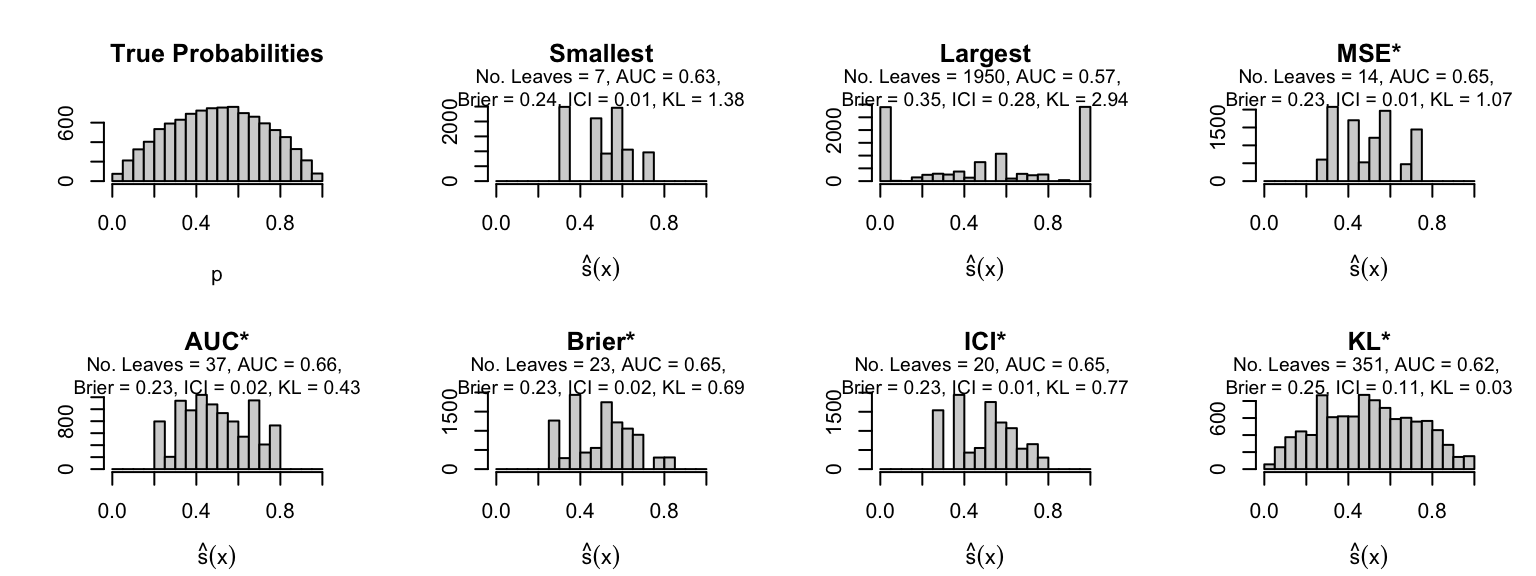 True Probabilities
600
0
0.0 0.4 0.8
p
Smallest
No. Leaves = 7, AUC = 0.63,
Brier = 0.24, ICI = 0.01, KL = 1.38
2000
0
0.0 0.4 0.8
ŝ(x)
Largest
No. Leaves = 1950, AUC = 0.57,
Brier = 0.35, ICI = 0.28, KL = 2.94
2000
0
0.0 0.4 0.8
ŝ(x)
MSE*
No. Leaves = 14, AUC = 0.65,
Brier = 0.23, ICI = 0.01, KL = 1.07
1500
0
0.0 0.4 0.8
ŝ(x)
AUC*
No. Leaves = 37, AUC = 0.66,
Brier = 0.23, ICI = 0.02, KL = 0.43
800
0
0.0 0.4 0.8
ŝ(x)
Brier*
No. Leaves = 23, AUC = 0.65,
Brier = 0.23, ICI = 0.02, KL = 0.69
1500
0
0.0 0.4 0.8
ŝ(x)
ICI*
No. Leaves = 20, AUC = 0.65,
Brier = 0.23, ICI = 0.01, KL = 0.77
1500
0
0.0 0.4 0.8
ŝ(x)
KL*
No. Leaves = 351, AUC = 0.62,
Brier = 0.25, ICI = 0.11, KL = 0.03
600
0
0.0 0.4 0.8
ŝ(x)